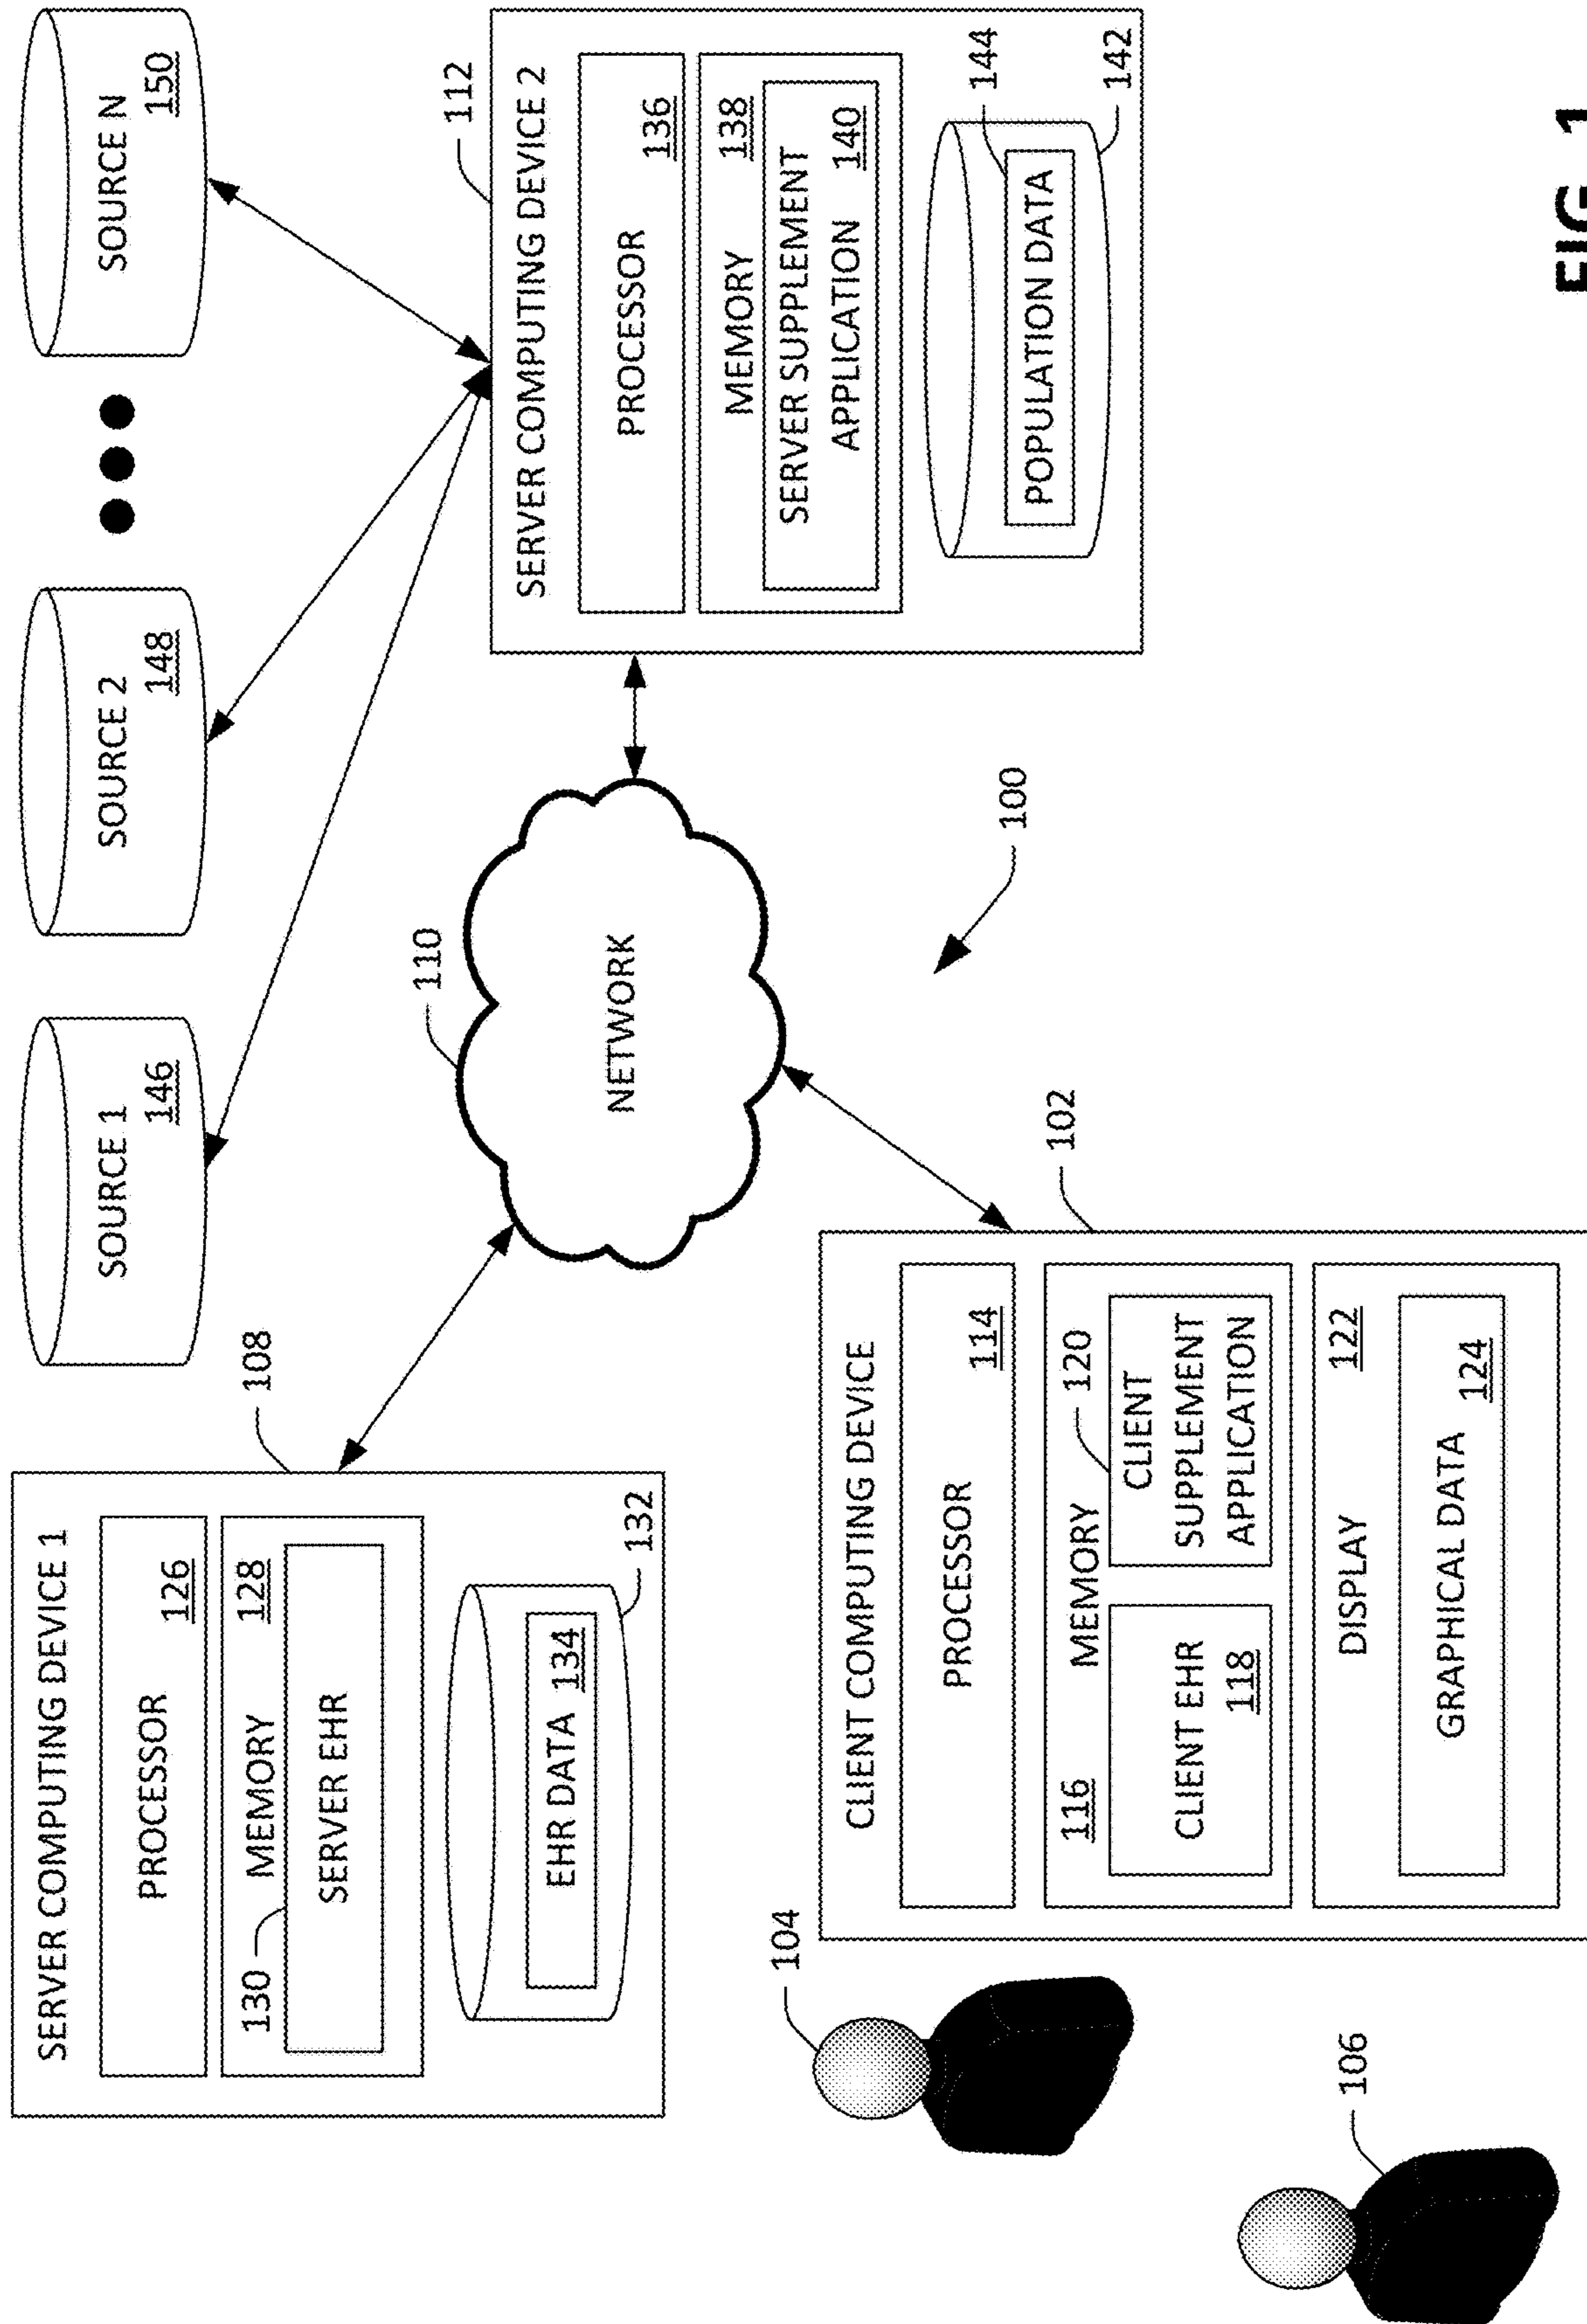 SERVER COMPUTING DEVICE 1
108
PROCESSOR
126
MEMORY
128
130
SERVER EHR
EHR DATA 134
132
SOURCE 1
146
SOURCE 2
148
SOURCE N
150
110
NETWORK
112
SERVER COMPUTING DEVICE 2
PROCESSOR
136
MEMORY
138
SERVER SUPPLEMENT
APPLICATION
140
POPULATION DATA
144
142
100
104
106
102
CLIENT COMPUTING DEVICE
PROCESSOR
114
116
MEMORY
120
CLIENT EHR
118
CLIENT
SUPPLEMENT
APPLICATION
DISPLAY
122
GRAPHICAL DATA
124
FIG. 1